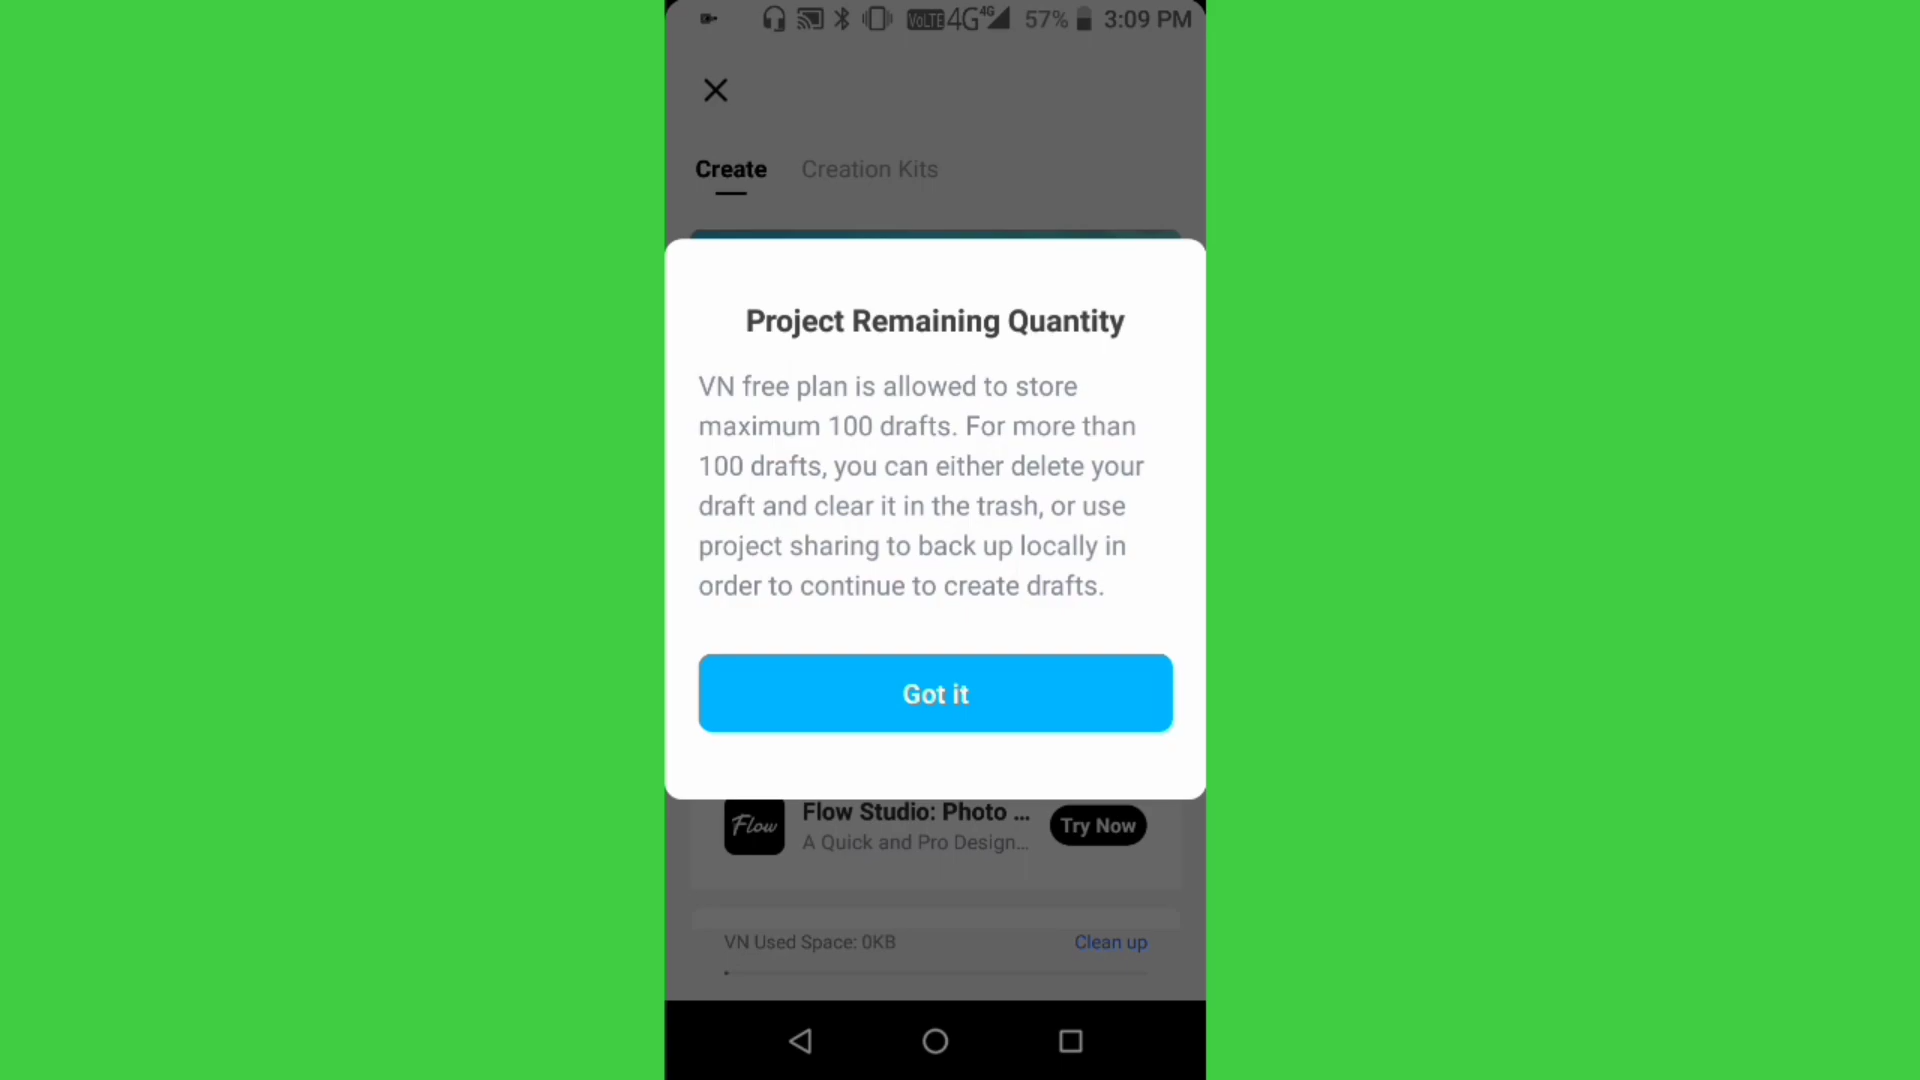 VoLTE 4G 4G 57% 3:09 PM
Create Creation Kits
Project Remaining Quantity
VN free plan is allowed to store
maximum 100 drafts. For more than
100 drafts, you can either delete your
draft and clear it in the trash, or use
project sharing to back up locally in
order to continue to create drafts.
Got it
Flow
Flow Studio: Photo ...
Try Now
A Quick and Pro Design...
VN Used Space: 0KB Clean up